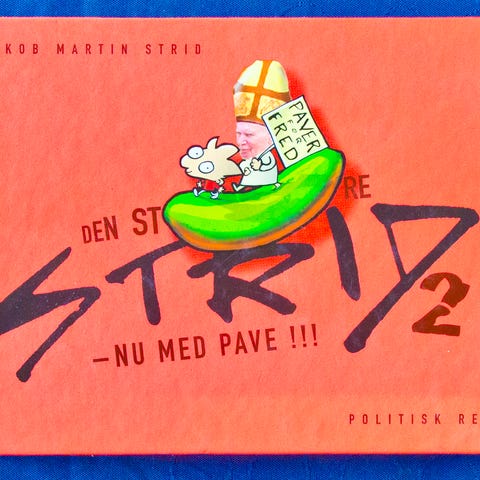 KOB MARTIN STRID
PAVER
FOR
FRED
DEN ST RE
STRID 2
– NU MED PAVE !!!
POLITISK RE